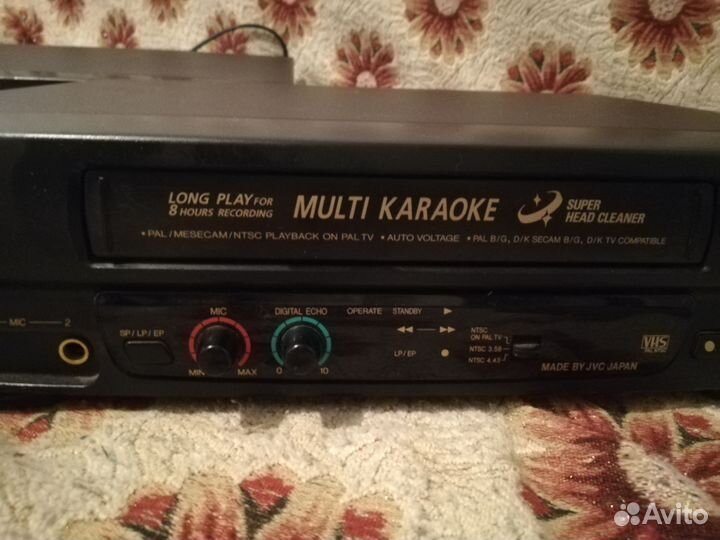 LONG PLAY FOR
8 HOURS RECORDING
MULTI KARAOKE
SUPER
HEAD CLEANER
• PAL/MESECAM/NTSC PLAYBACK ON PAL TV • AUTO VOLTAGE • PAL B/G, D/K SECAM B/G, D/K TV COMPATIBLE
MIC 2
SP/LP/EP
MIC
MIN MAX
DIGITAL ECHO
0 10
OPERATE STANDBY
LP/EP
NTSC
ON PAL TV
NTSC 3.58
NTSC 4.43
VHS
MADE BY JVC JAPAN
Avito